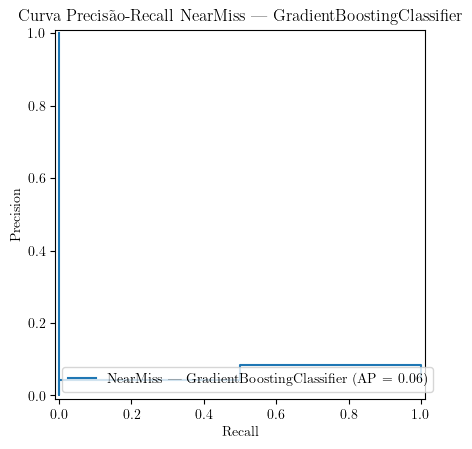 Curva Precisão-Recall NearMiss — GradientBoostingClassifier
1.0
0.8
0.6
0.4
0.2
0.0
Precision
NearMiss — GradientBoostingClassifier (AP = 0.06)
0.0 0.2 0.4 0.6 0.8 1.0
Recall